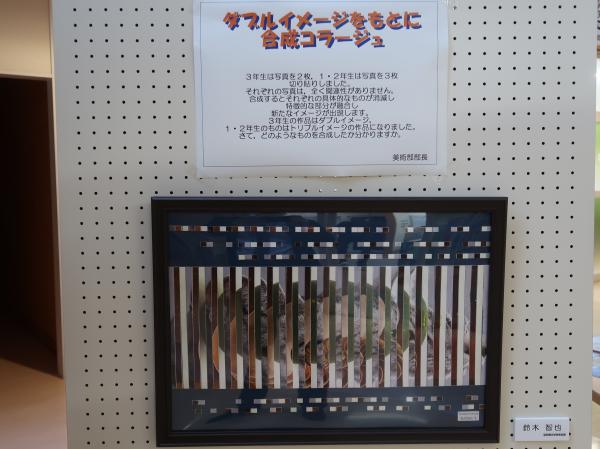 ダブルイメージをもとに
合成コラージュ
3年生は写真を2枚、1・2年生は写真を3枚
切り貼りしました。
それぞれの写真は、全く関連性がありません。
合成するとそれぞれの具体的なものが消滅し
特徴的な部分が融合し
新たなイメージが出現します。
3年生の作品はダブルイメージ。
1・2年生のものはトリプルイメージの作品になりました。
さて、どのようなものを合成したか分かりますか。
美術部部長
鈴木 智也